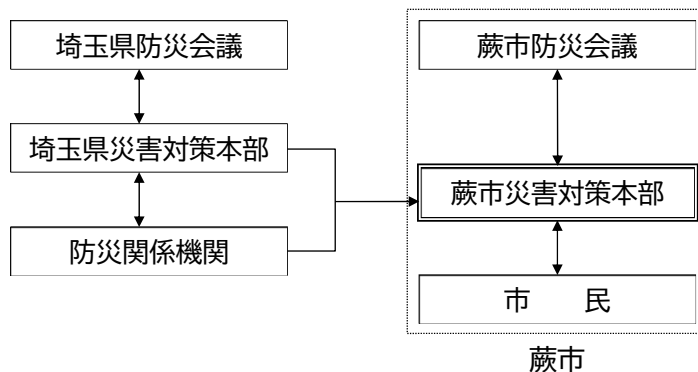 埼玉県防災会議
埼玉県災害対策本部
防災関係機関
蕨市防災会議
蕨市災害対策本部
市　　民
蕨市